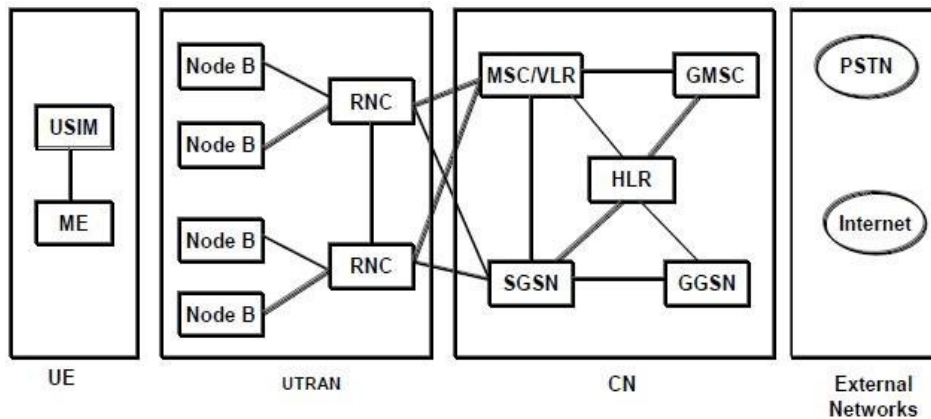 USIM
ME
UE
Node B
Node B
Node B
Node B
RNC
RNC
UTRAN
MSC/VLR
GMSC
HLR
SGSN
GGSN
CN
PSTN
Internet
External
Networks